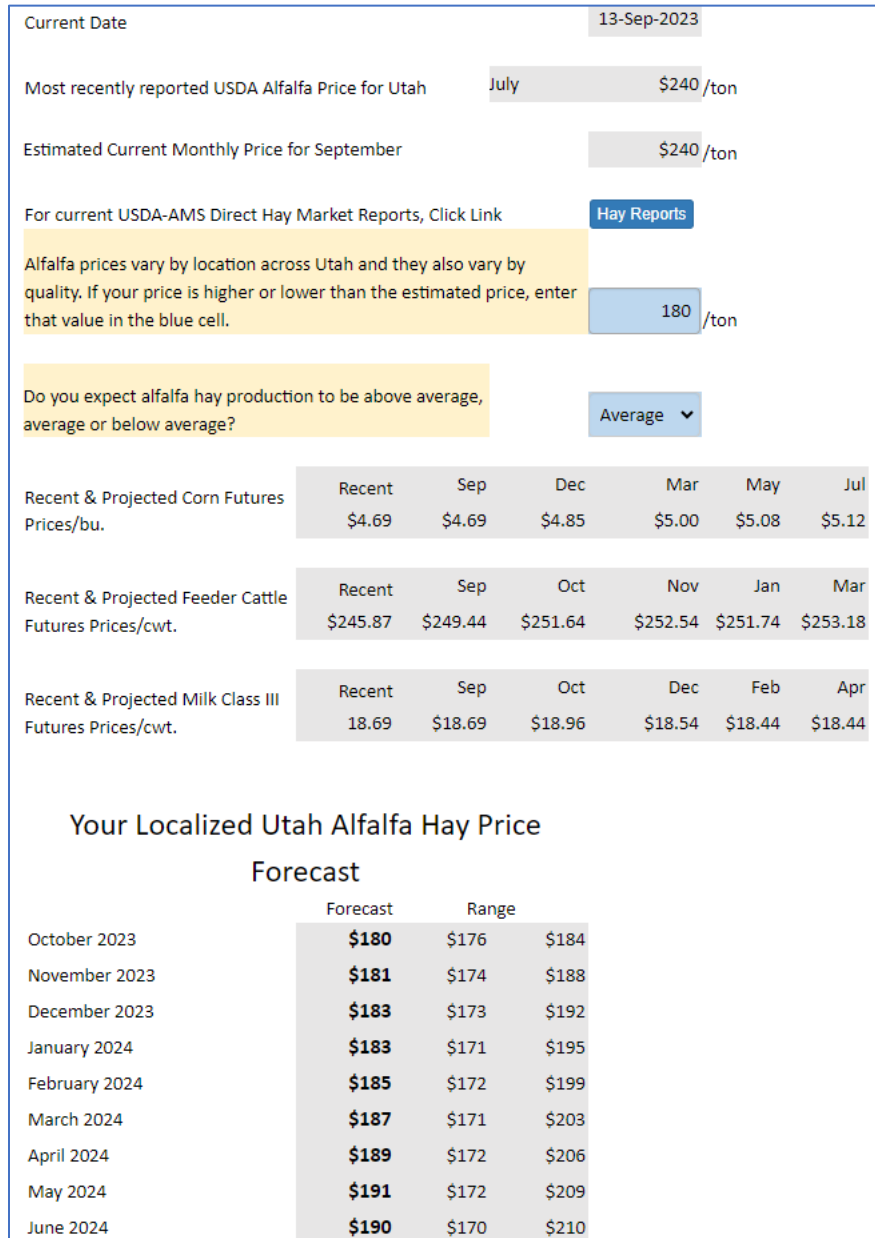 Current Date 13-Sep-2023
Most recently reported USDA Alfalfa Price for Utah July $240 /ton
Estimated Current Monthly Price for September $240 /ton
For current USDA-AMS Direct Hay Market Reports, Click Link Hay Reports
Alfalfa prices vary by location across Utah and they also vary by
quality. If your price is higher or lower than the estimated price, enter
that value in the blue cell.
180 /ton
Do you expect alfalfa hay production to be above average,
average or below average?
Average
Recent & Projected Corn Futures
Prices/bu.
Recent Sep Dec Mar May Jul
$4.69 $4.69 $4.85 $5.00 $5.08 $5.12
Recent & Projected Feeder Cattle
Futures Prices/cwt.
Recent Sep Oct Nov Jan Mar
$245.87 $249.44 $251.64 $252.54 $251.74 $253.18
Recent & Projected Milk Class III
Futures Prices/cwt.
Recent Sep Oct Dec Feb Apr
18.69 $18.69 $18.96 $18.54 $18.44 $18.44
Your Localized Utah Alfalfa Hay Price
Forecast
Forecast Range
October 2023 $180 $176 $184
November 2023 $181 $174 $188
December 2023 $183 $173 $192
January 2024 $183 $171 $195
February 2024 $185 $172 $199
March 2024 $187 $171 $203
April 2024 $189 $172 $206
May 2024 $191 $172 $209
June 2024 $190 $170 $210